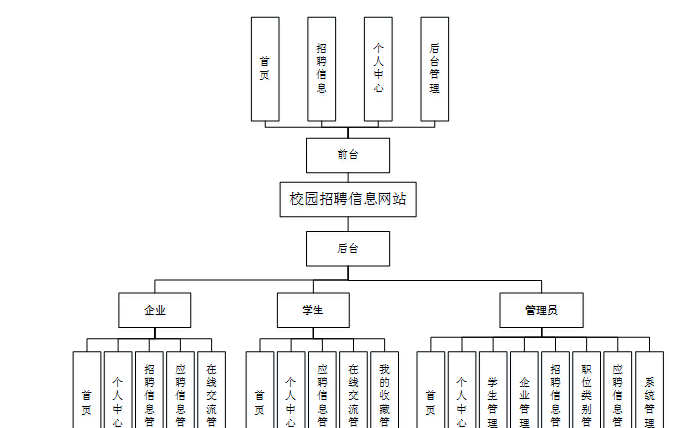 首页
招聘信息
个人中心
后台管理
前台
校园招聘信息网站
后台
企业
学生
管理员
首页
个人中心
招聘信息管
应聘信息管
在线交流管
首页
个人中心
应聘信息管
在线交流管
我的收藏管
首页
个人中心
学生管理
企业管理
招聘信息管
职位类别管
应聘信息管
系统管理